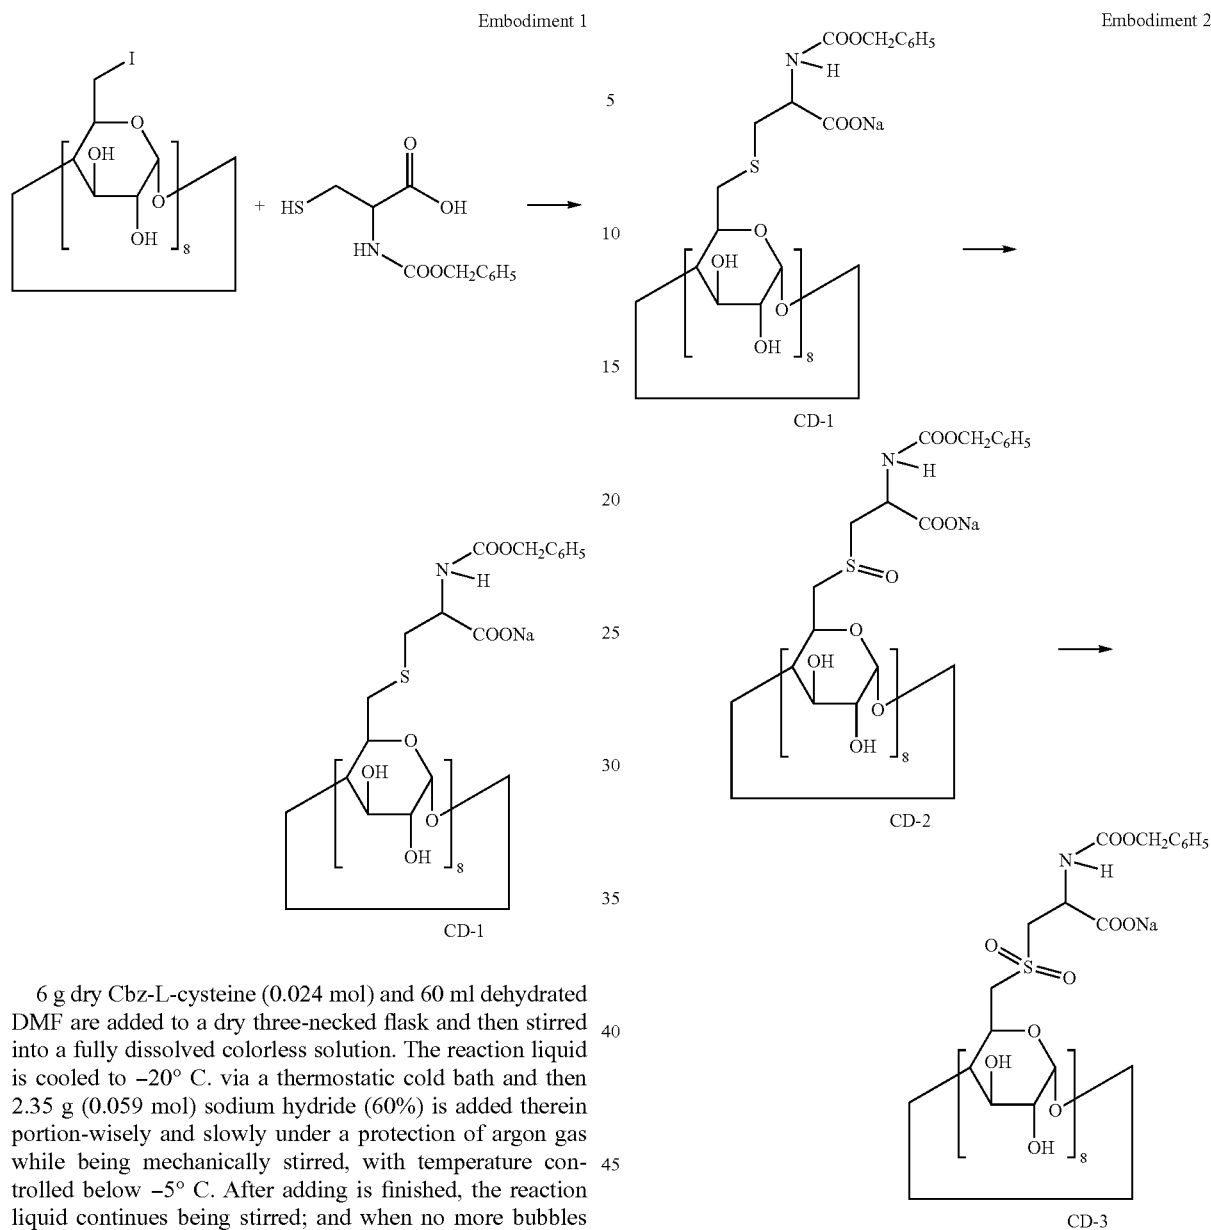 Embodiment 1
I
O
OH
O
OH
8
+
HS
O
OH
HN
COOCH2C6H5
COOCH2C6H5
N
H
COONa
S
O
OH
O
OH
8
CD-1
6 g dry Cbz-L-cysteine (0.024 mol) and 60 ml dehydrated
DMF are added to a dry three-necked flask and then stirred
into a fully dissolved colorless solution. The reaction liquid
is cooled to −20° C. via a thermostatic cold bath and then
2.35 g (0.059 mol) sodium hydride (60%) is added therein
portion-wisely and slowly under a protection of argon gas
while being mechanically stirred, with temperature con-
trolled below −5° C. After adding is finished, the reaction
liquid continues being stirred; and when no more bubbles
5
10
15
20
25
30
35
40
45
Embodiment 2
COOCH2C6H5
N
H
COONa
S
O
OH
O
OH
8
CD-1
COOCH2C6H5
N
H
COONa
S
O
O
OH
O
OH
8
CD-2
COOCH2C6H5
N
H
COONa
O
S
O
O
OH
O
OH
8
CD-3